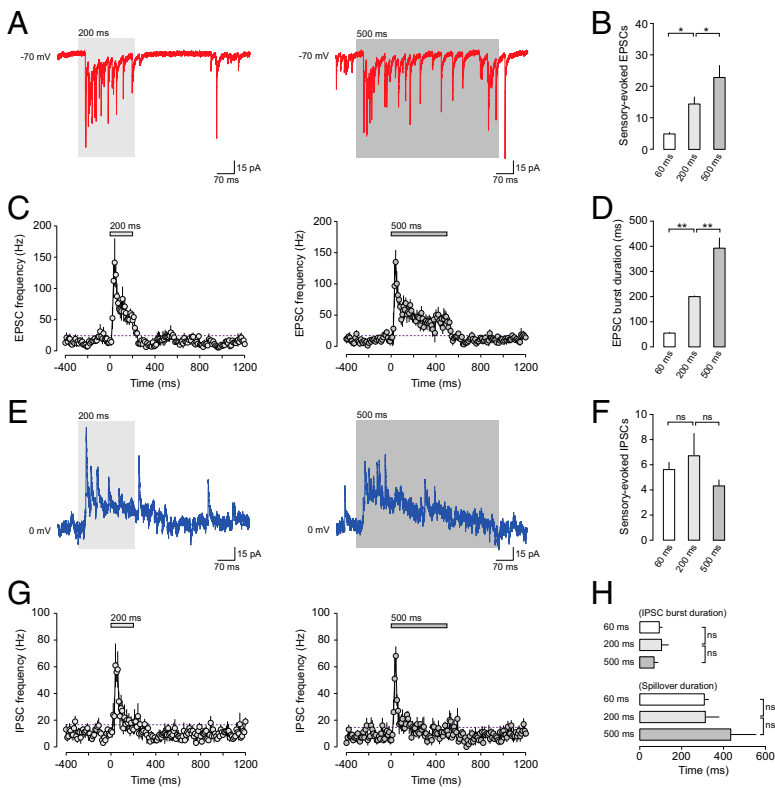 A
200 ms
-70 mV
15 pA
70 ms
500 ms
-70 mV
15 pA
70 ms
B
Sensory-evoked EPSCs
40
30
20
10
0
* *
60 ms
200 ms
500 ms
C
EPSC frequency (Hz)
200
150
100
50
0
200 ms
-400 0 400 800 1200
Time (ms)
EPSC frequency (Hz)
200
150
100
50
0
500 ms
-400 0 400 800 1200
Time (ms)
D
EPSC burst duration (ms)
500
400
300
200
100
0
** **
60 ms
200 ms
500 ms
E
200 ms
0 mV
15 pA
70 ms
500 ms
0 mV
15 pA
70 ms
F
Sensory-evoked IPSCs
10
8
6
4
2
0
ns ns
60 ms
200 ms
500 ms
G
IPSC frequency (Hz)
100
80
60
40
20
0
200 ms
-400 0 400 800 1200
Time (ms)
IPSC frequency (Hz)
100
80
60
40
20
0
500 ms
-400 0 400 800 1200
Time (ms)
H
(IPSC burst duration)
60 ms
200 ms
500 ms
ns
ns
(Spillover duration)
60 ms
200 ms
500 ms
ns
ns
0 200 400 600
Time (ms)